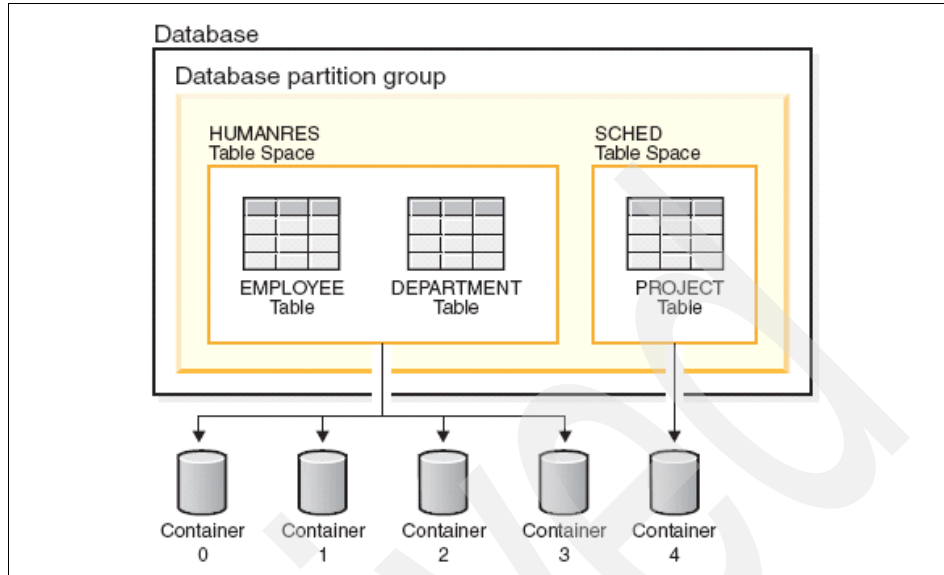 Database
Database partition group
HUMANRES
Table Space
SCHED
Table Space
EMPLOYEE
Table
DEPARTMENT
Table
PROJECT
Table
Container
0
Container
1
Container
2
Container
3
Container
4